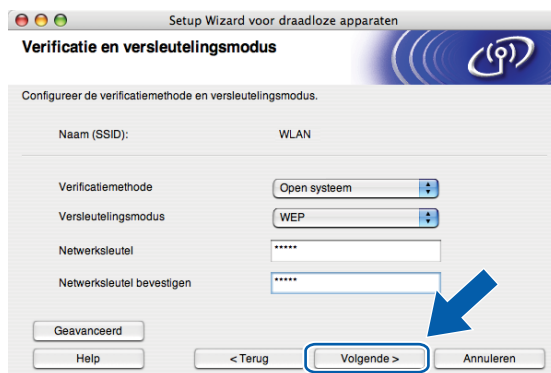 Setup Wizard voor draadloze apparaten
Verificatie en versleutelingsmodus
Configureer de verificatiemethode en versleutelingsmodus.
Naam (SSID): WLAN
Verificatiemethode Open systeem
Versleutelingsmodus WEP
Netwerksleutel *****
Netwerksleutel bevestigen *****
Geavanceerd
Help < Terug Volgende > Annuleren